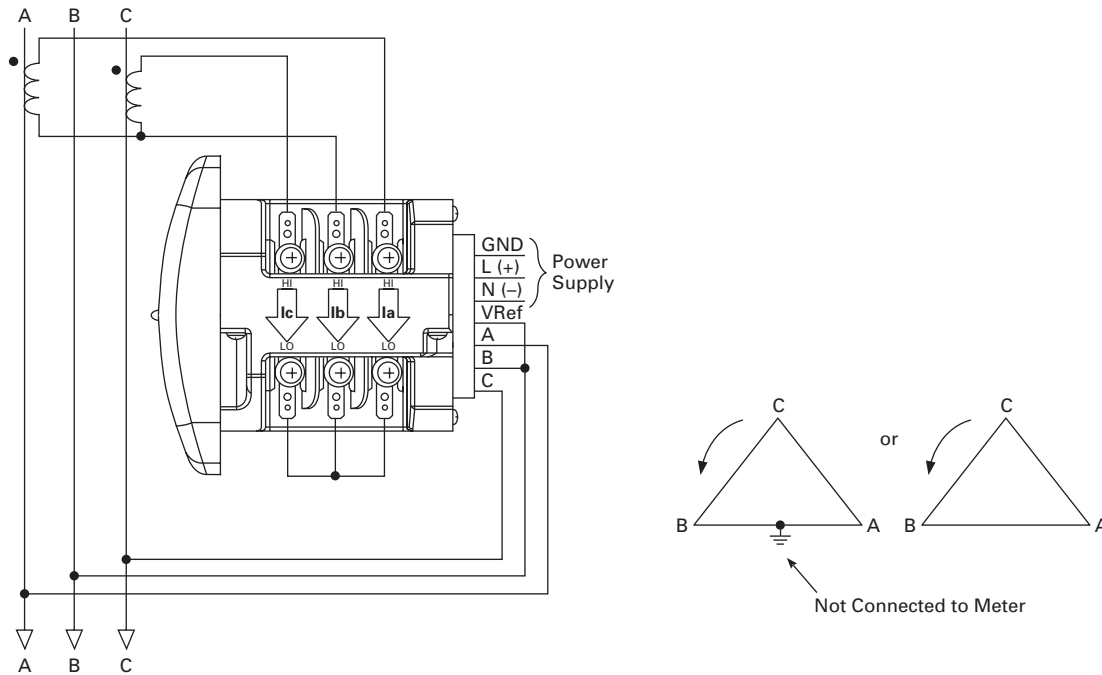 A B C
GND
L (+)
N (–)
VRef
A
B
C
Power
Supply
HI HI HI
Ic Ib Ia
LO LO LO
C
B A
or
C
B A
Not Connected to Meter
A B C